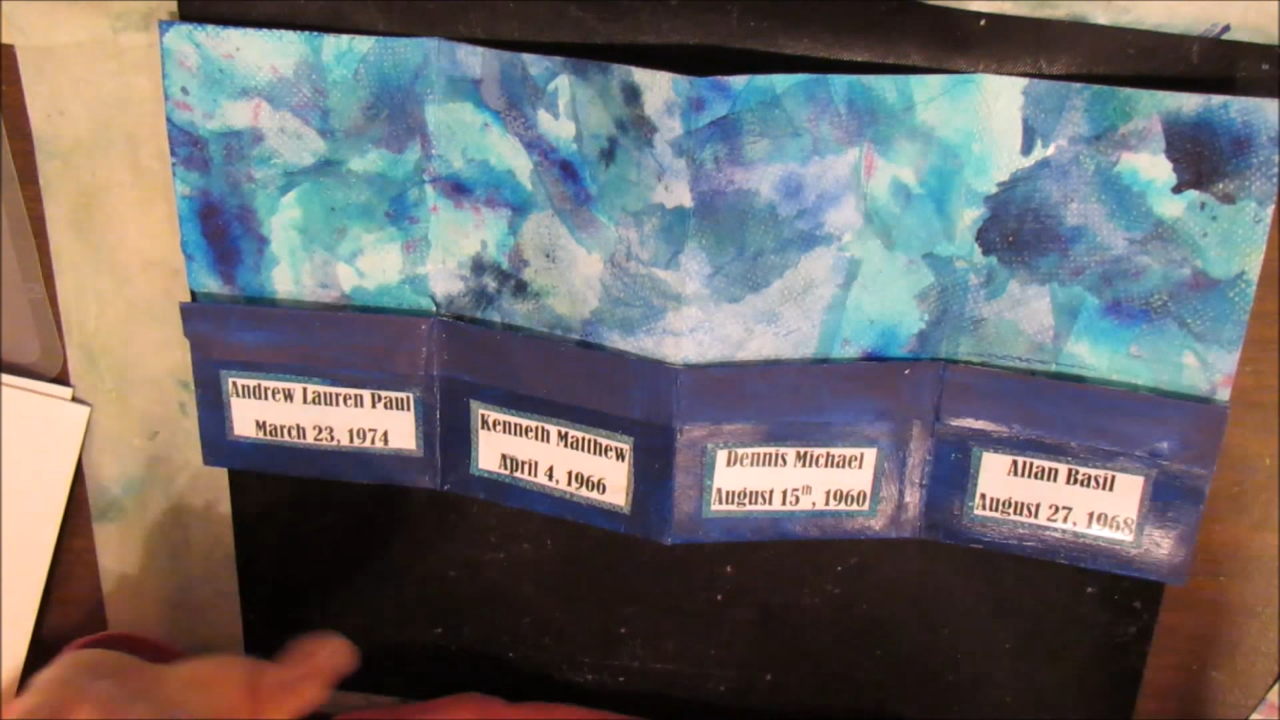 Andrew Lauren Paul
March 23, 1974
Kenneth Matthew
April 4, 1966
Dennis Michael
August 15th, 1960
Allan Basil
August 27, 1968